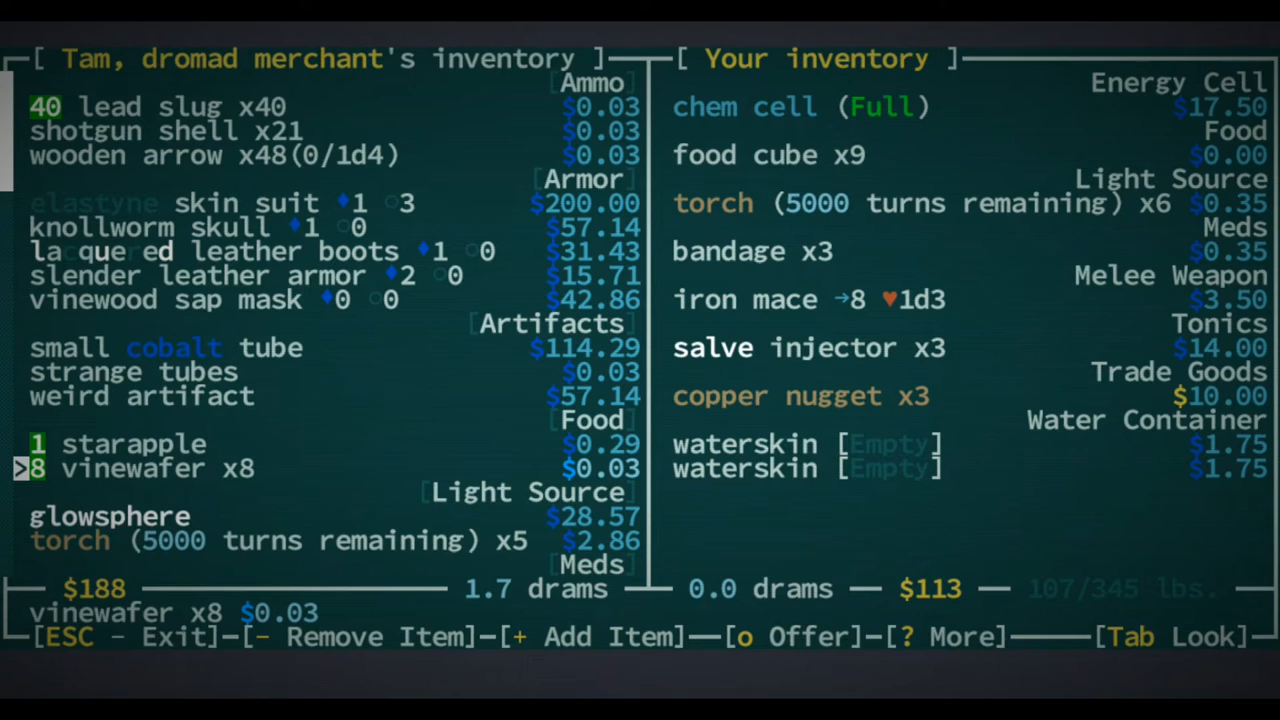 [ Tam, dromad merchant's inventory ]
[Ammo]
40 lead slug x40 $0.03
shotgun shell x21 $0.03
wooden arrow x48(0/1d4) $0.03
[Armor]
elastyne skin suit ♦1 ○3 $200.00
knollworm skull ♦1 ○0 $57.14
lacquered leather boots ♦1 ○0 $31.43
slender leather armor ♦2 ○0 $15.71
vinewood sap mask ♦0 ○0 $42.86
[Artifacts]
small cobalt tube $114.29
strange tubes $0.03
weird artifact $57.14
[Food]
1 starapple $0.29
>8 vinewafer x8 $0.03
[Light Source]
glowsphere $28.57
torch (5000 turns remaining) x5 $2.86
[Meds]
$188 1.7 drams
[ Your inventory ]
Energy Cell
chem cell (Full) $17.50
Food
food cube x9 $0.00
Light Source
torch (5000 turns remaining) x6 $0.35
Meds
bandage x3 $0.35
Melee Weapon
iron mace →8 ♥1d3 $3.50
Tonics
salve injector x3 $14.00
Trade Goods
copper nugget x3 $10.00
Water Container
waterskin [Empty] $1.75
waterskin [Empty] $1.75
0.0 drams — $113 — 107/345 lbs.
vinewafer x8 $0.03
[ESC - Exit]-[- Remove Item]-[+ Add Item]-[o Offer]-[? More] [Tab Look]